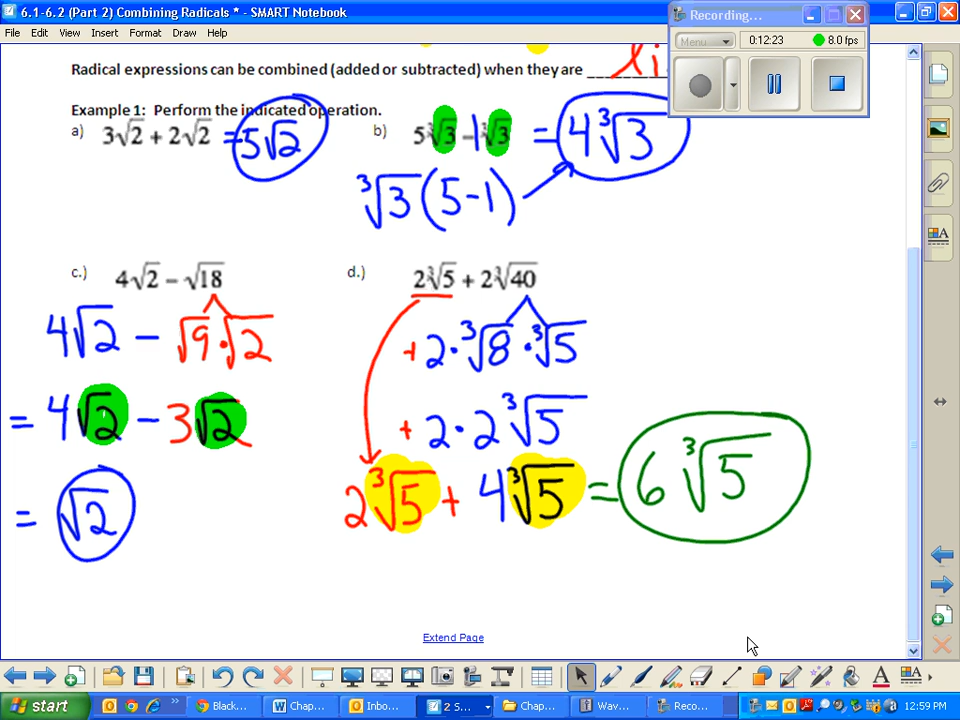 6.1-6.2 (Part 2) Combining Radicals * - SMART Notebook
Recording...
File Edit View Insert Format Draw Help
Menu 0:12:23 8.0 fps
Radical expressions can be combined (added or subtracted) when they are
Example 1: Perform the indicated operation.
a) 3√2 + 2√2 = 5√2
b) 5∛3 - 1∛3 = 4∛3
∛3 (5 - 1)
c.) 4√2 − √18
4√2 − √9 · √2
= 4√2 − 3√2
= √2
d.) 2∛5 + 2∛40
+ 2 · ∛8 · ∛5
+ 2 · 2∛5
2∛5 + 4∛5 = 6∛5
Extend Page
start Black... Chap... Inbo... 2 S... Chap... Wav... Reco... 12:59 PM